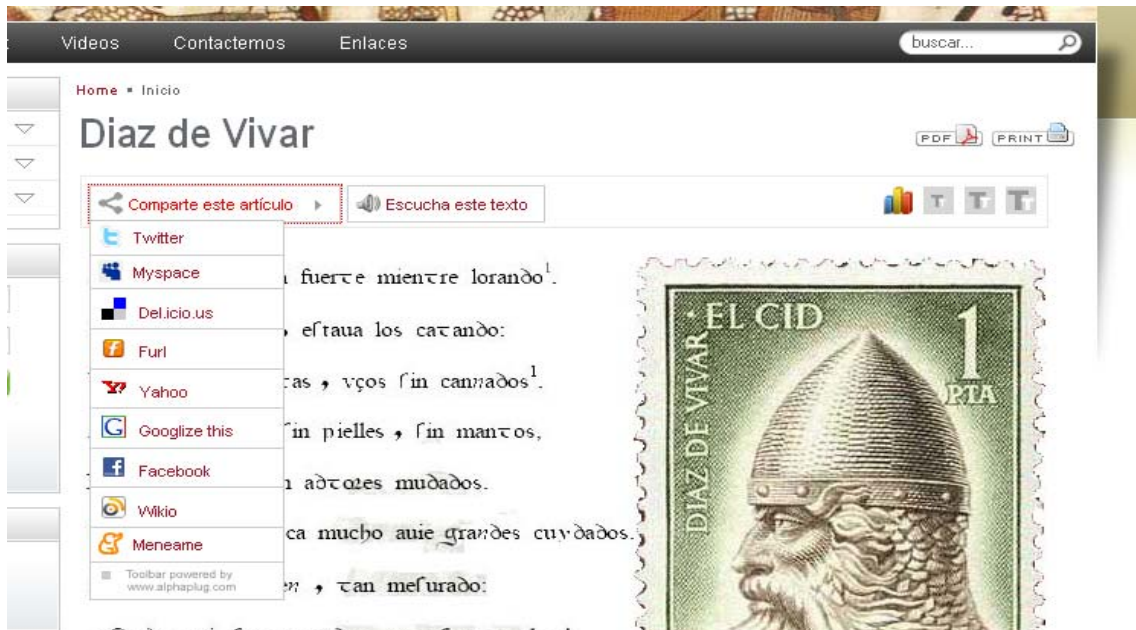 Videos Contactemos Enlaces buscar...
Home ▪ Inicio
Diaz de Vivar
PDF PRINT
Comparte este artículo Escucha este texto T T T
Twitter
Myspace
Del.icio.us
Furl
Yahoo
Googlize this
Facebook
Wikio
Meneame
Toolbar powered by
www.alphaplug.com
fuerte mientre lorando¹.
, eſtaua los catando:
, vços ſin cannados¹.
ſin pielles , ſin mantos,
adtores mudados.
ca mucho auie grandes cuydados.
, tan meſurado:
EL CID
1
PTA
DIAZ DE VIVAR